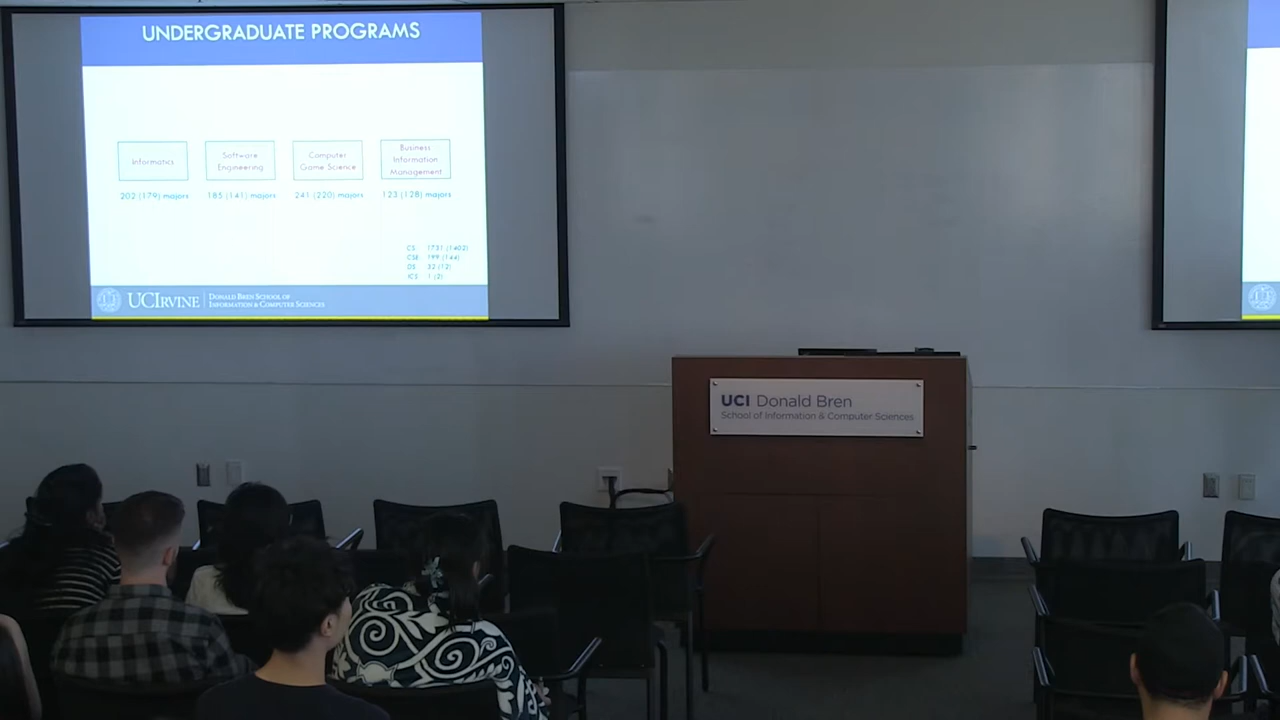 UNDERGRADUATE PROGRAMS
Informatics
202 (179) majors
Software
Engineering
185 (141) majors
Computer
Game Science
241 (220) majors
Business
Information
Management
123 (128) majors
CS 1731 (1402)
CSE 199 (144)
DS 32 (12)
ICS 1 (2)
UCIRVINE
DONALD BREN SCHOOL OF
INFORMATION & COMPUTER SCIENCES
UCI Donald Bren
School of Information & Computer Sciences